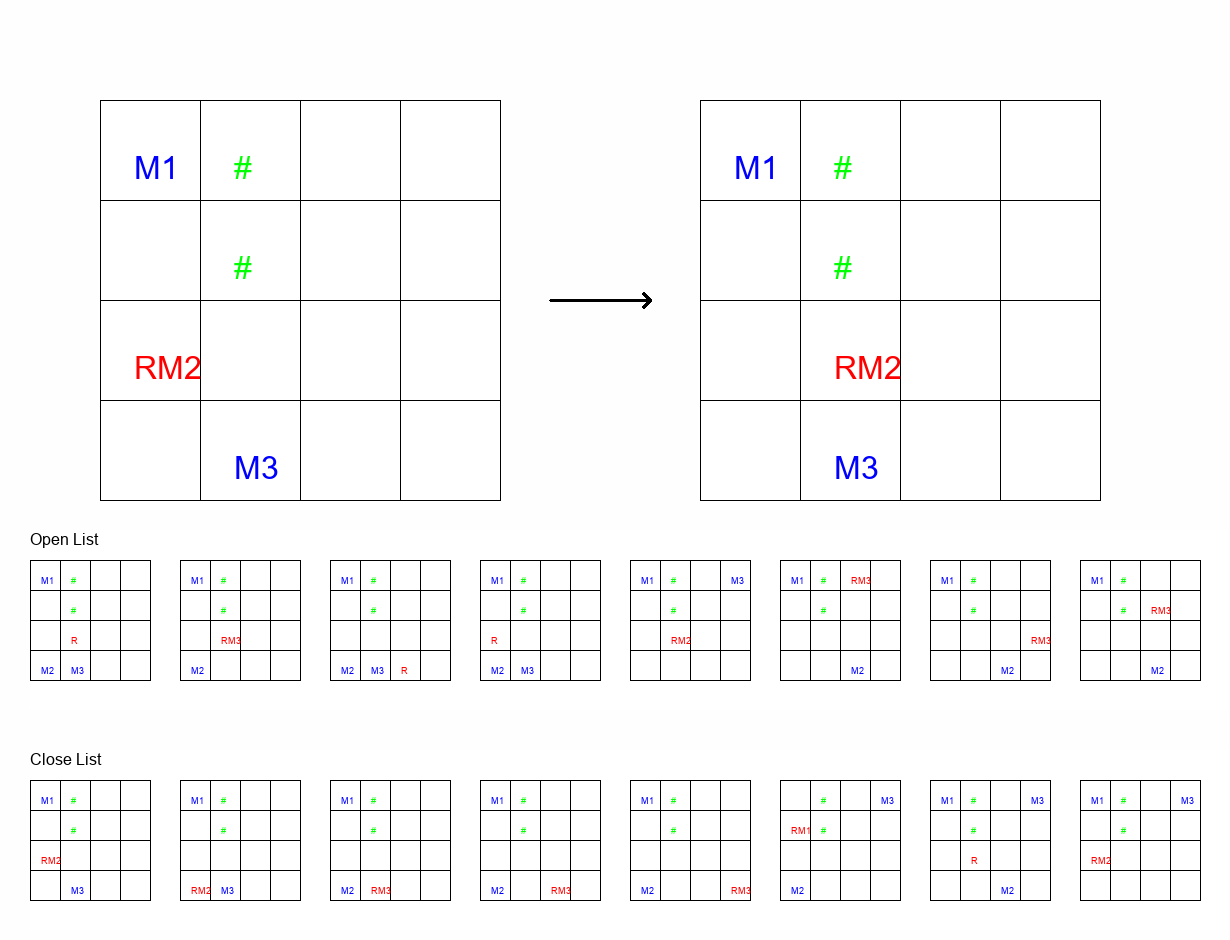 M1 # M1 #
# #
RM2 RM2
M3 M3
Open List
M1 # M1 # M1 # M1 # M1 # M3 M1 # RM3 M1 # M1 #
# # # # # # # # RM3
R RM3 R RM2 RM3
M2 M3 M2 M2 M3 R M2 M3 M2 M2 M2
Close List
M1 # M1 # M1 # M1 # M1 # # M3 M1 # M3 M1 # M3
# # # # # RM1 # # #
RM2 R RM2
M3 RM2 M3 M2 RM3 M2 RM3 M2 RM3 M2 M2